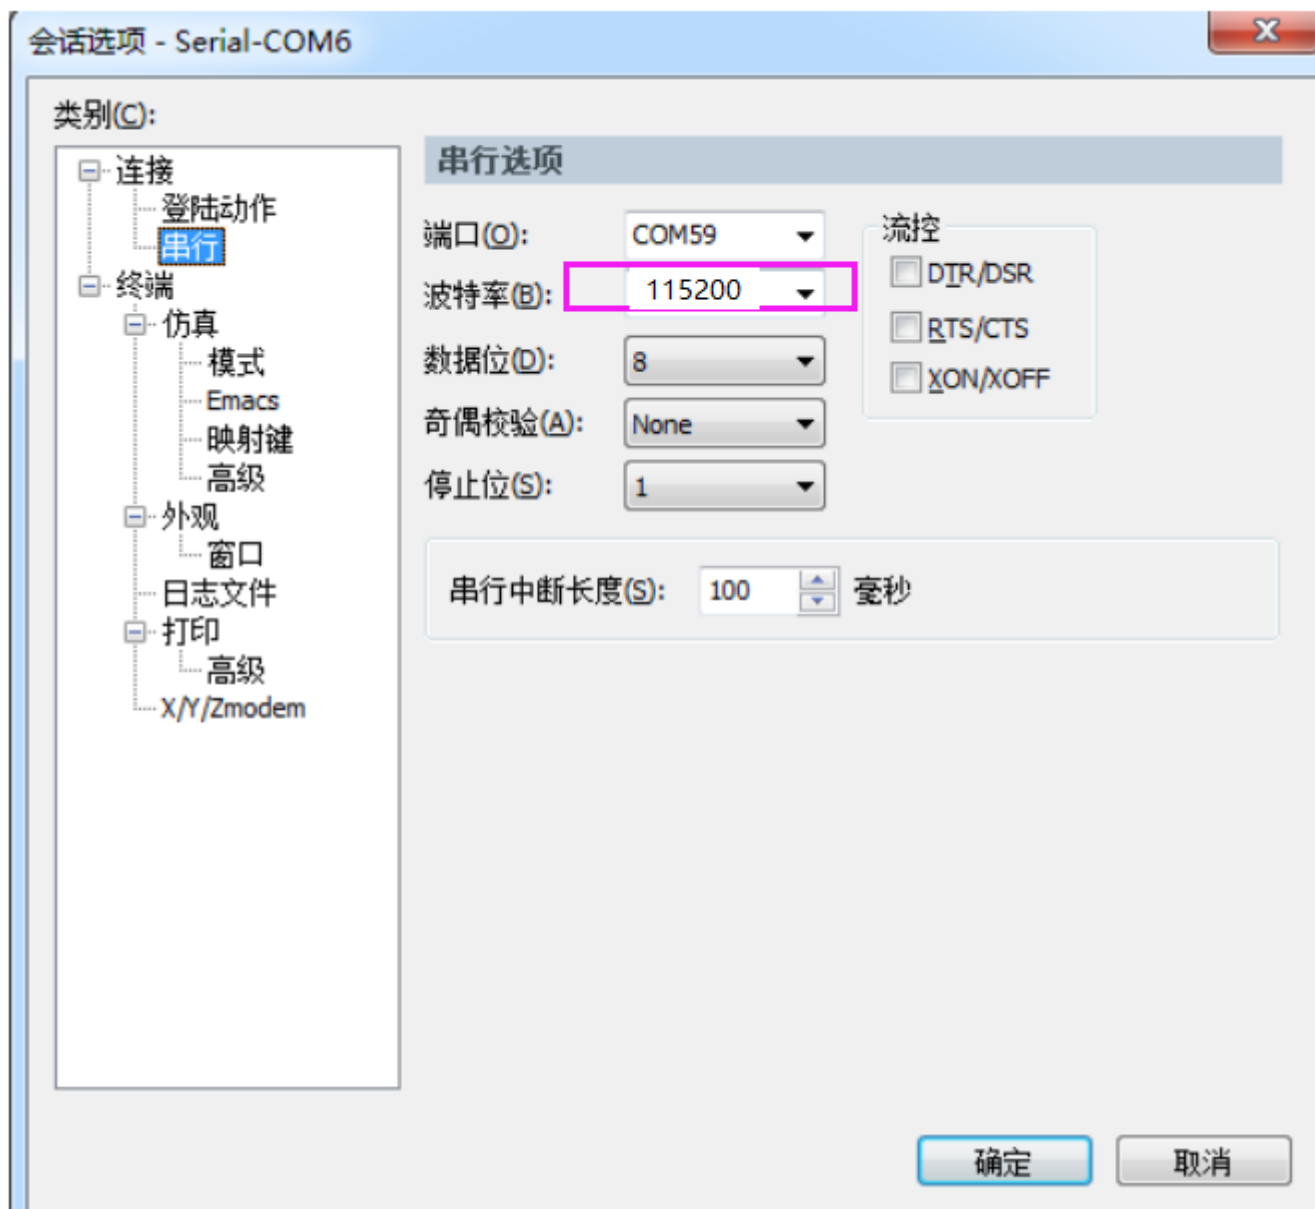 会话选项 - Serial-COM6
类别(C):
连接
登陆动作
串行
终端
仿真
模式
Emacs
映射键
高级
外观
窗口
日志文件
打印
高级
X/Y/Zmodem
串行选项
端口(O): COM59
波特率(B): 115200
数据位(D): 8
奇偶校验(A): None
停止位(S): 1
流控
DTR/DSR
RTS/CTS
XON/XOFF
串行中断长度(S): 100 毫秒
确定 取消